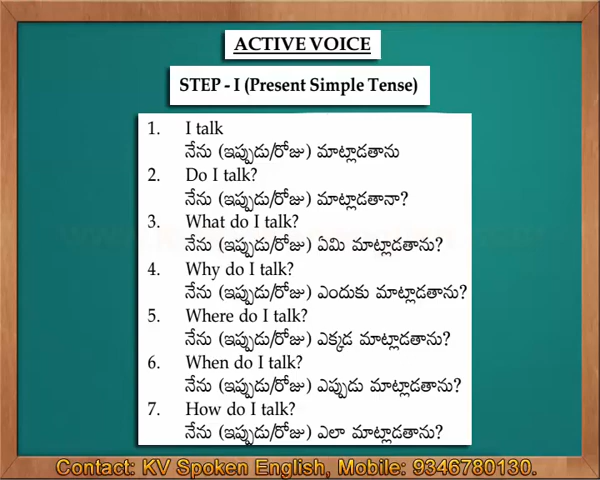 ACTIVE VOICE
STEP - I (Present Simple Tense)
1. I talk
నేను (ఇప్పుడు/రోజు) మాట్లాడతాను
2. Do I talk?
నేను (ఇప్పుడు/రోజు) మాట్లాడతానా?
3. What do I talk?
నేను (ఇప్పుడు/రోజు) ఏమి మాట్లాడతాను?
4. Why do I talk?
నేను (ఇప్పుడు/రోజు) ఎందుకు మాట్లాడతాను?
5. Where do I talk?
నేను (ఇప్పుడు/రోజు) ఎక్కడ మాట్లాడతాను?
6. When do I talk?
నేను (ఇప్పుడు/రోజు) ఎప్పుడు మాట్లాడతాను?
7. How do I talk?
నేను (ఇప్పుడు/రోజు) ఎలా మాట్లాడతాను?
Contact: KV Spoken English, Mobile: 9346780130.